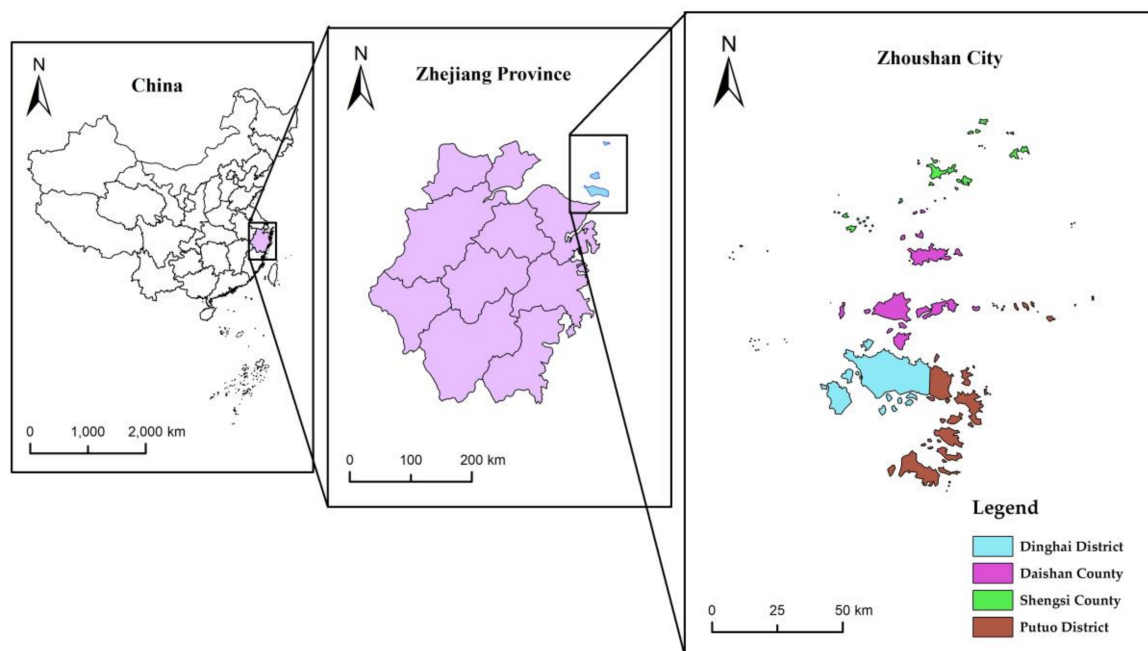 N
China
0 1,000 2,000 km
N
Zhejiang Province
0 100 200 km
N
Zhoushan City
Legend
Dinghai District
Daishan County
Shengsi County
Putuo District
0 25 50 km